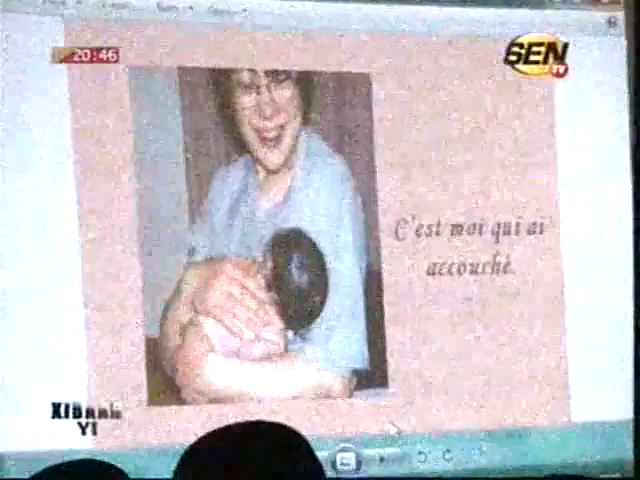 20:46
SEN
TV
C'est moi qui ai
accouché.
XIBAAR
YI